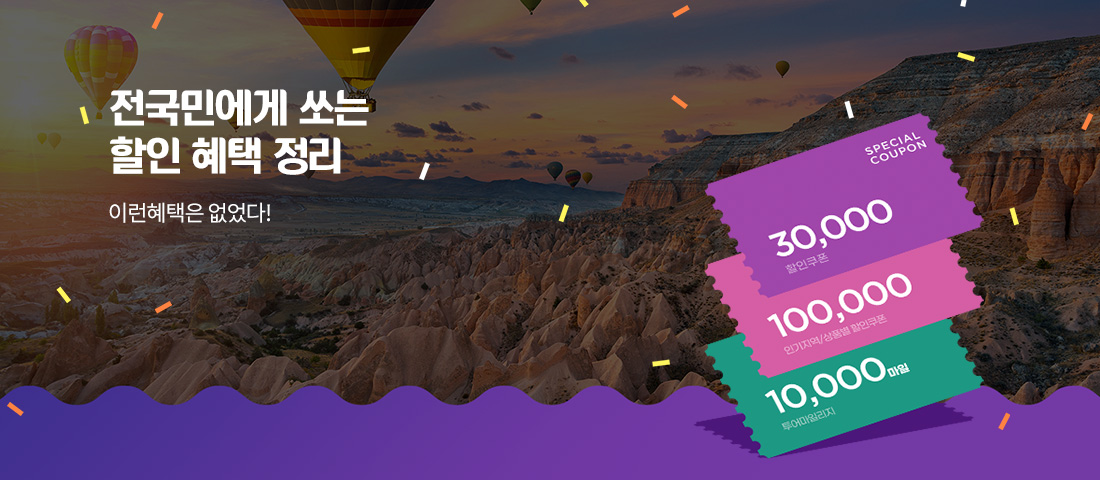 전국민에게 쏘는
할인 혜택 정리
이런혜택은 없었다!
SPECIAL
COUPON
30,000
할인쿠폰
100,000
인기지역/상품별 할인쿠폰
10,000마일
투어마일리지